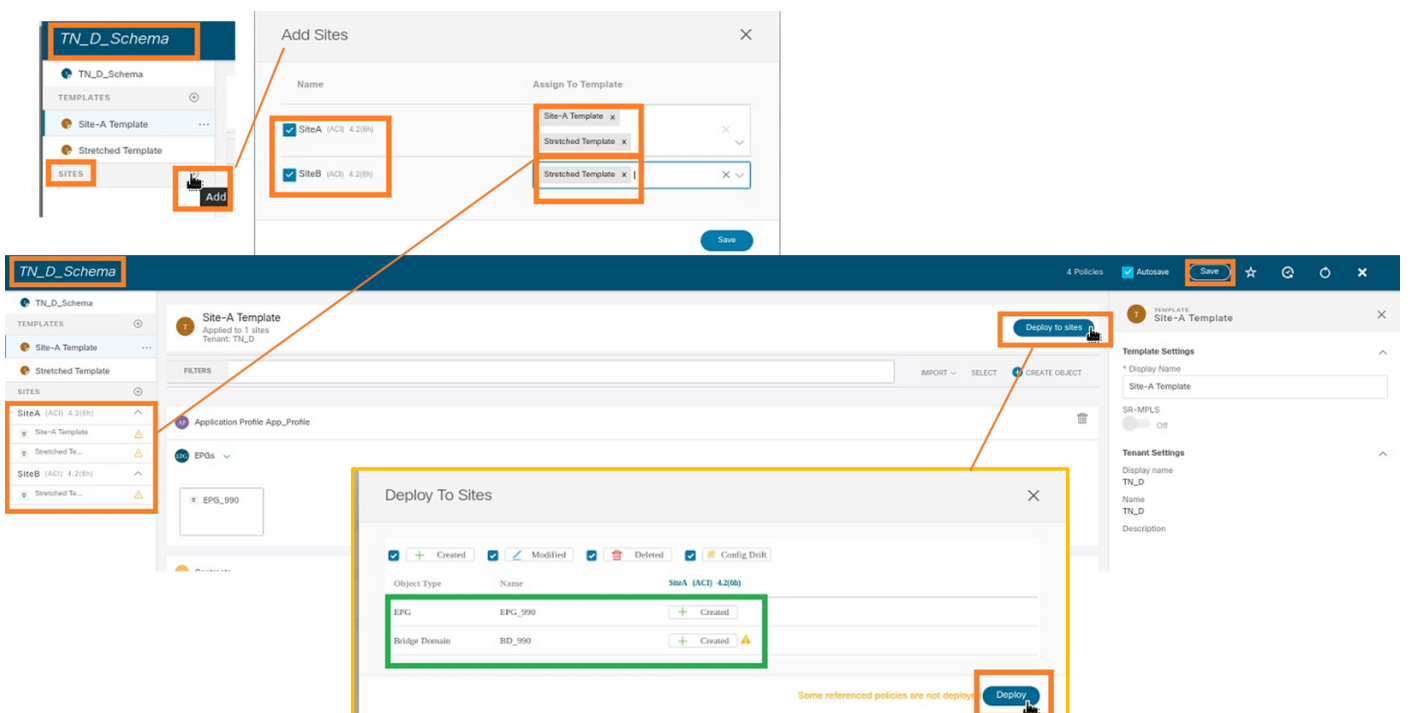 TN_D_Schema
TN_D_Schema
TEMPLATES
Site-A Template
Stretched Template
SITES
Add
Add Sites
Name Assign To Template
SiteA (ACI) 4.2(6h) Site-A Template x
Stretched Template x
SiteB (ACI) 4.2(6h) Stretched Template x
Save
TN_D_Schema 4 Policies Autosave Save
TN_D_Schema
TEMPLATES
Site-A Template
Stretched Template
SITES
SiteA (ACI) 4.2(6h)
Site-A Template
Stretched Te...
SiteB (ACI) 4.2(6h)
Stretched Te...
T
Site-A Template
Applied to 1 sites
Tenant: TN_D
Deploy to sites
FILTERS IMPORT SELECT CREATE OBJECT
AP Application Profile App_Profile
EPG EPGs
EPG_990
T
TEMPLATE
Site-A Template
Template Settings
* Display Name
Site-A Template
SR-MPLS
Off
Tenant Settings
Display name
TN_D
Name
TN_D
Description
Deploy To Sites
Created Modified Deleted Config Drift
Object Type Name SiteA (ACI) 4.2(6h)
EPG EPG_990 Created
Bridge Domain BD_990 Created
Some referenced policies are not deploye
Deploy